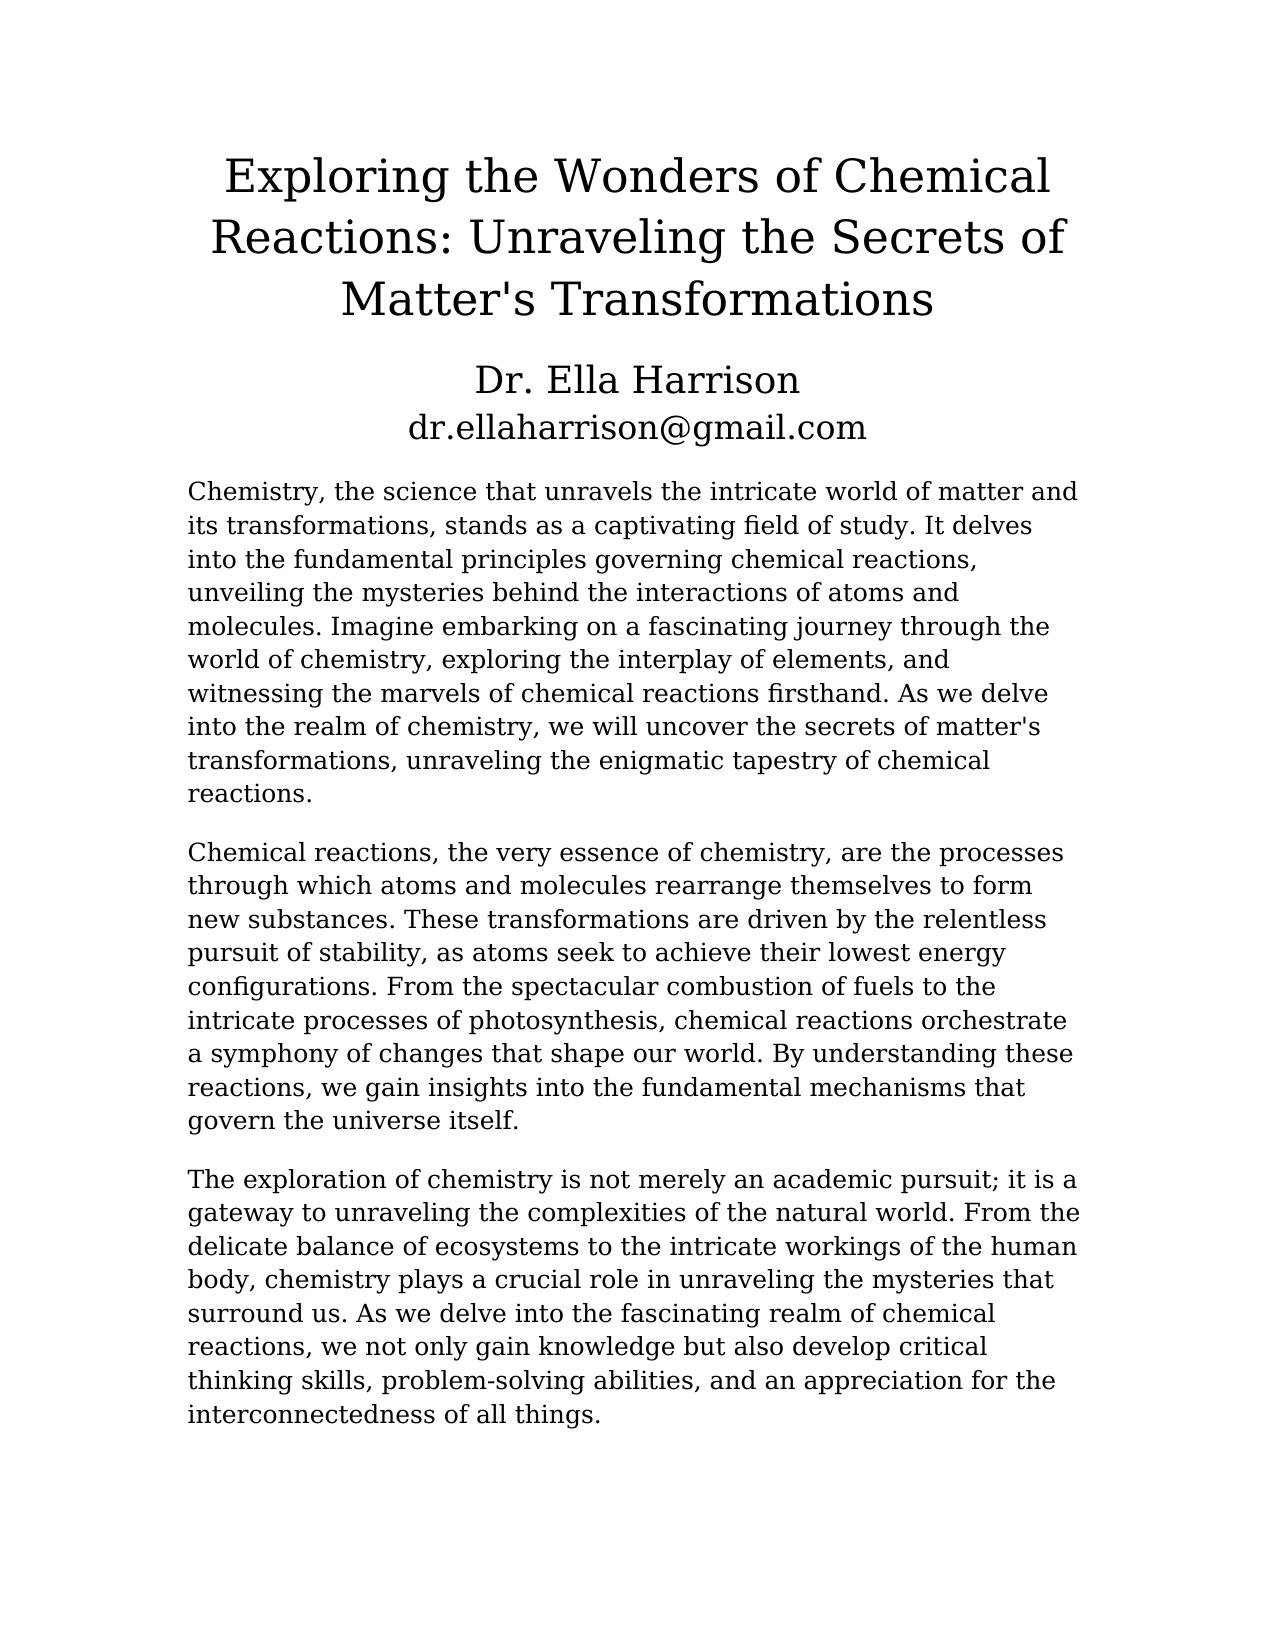 Exploring the Wonders of Chemical
Reactions: Unraveling the Secrets of
Matter's Transformations
Dr. Ella Harrison
dr.ellaharrison@gmail.com
Chemistry, the science that unravels the intricate world of matter and
its transformations, stands as a captivating field of study. It delves
into the fundamental principles governing chemical reactions,
unveiling the mysteries behind the interactions of atoms and
molecules. Imagine embarking on a fascinating journey through the
world of chemistry, exploring the interplay of elements, and
witnessing the marvels of chemical reactions firsthand. As we delve
into the realm of chemistry, we will uncover the secrets of matter's
transformations, unraveling the enigmatic tapestry of chemical
reactions.
Chemical reactions, the very essence of chemistry, are the processes
through which atoms and molecules rearrange themselves to form
new substances. These transformations are driven by the relentless
pursuit of stability, as atoms seek to achieve their lowest energy
configurations. From the spectacular combustion of fuels to the
intricate processes of photosynthesis, chemical reactions orchestrate
a symphony of changes that shape our world. By understanding these
reactions, we gain insights into the fundamental mechanisms that
govern the universe itself.
The exploration of chemistry is not merely an academic pursuit; it is a
gateway to unraveling the complexities of the natural world. From the
delicate balance of ecosystems to the intricate workings of the human
body, chemistry plays a crucial role in unraveling the mysteries that
surround us. As we delve into the fascinating realm of chemical
reactions, we not only gain knowledge but also develop critical
thinking skills, problem-solving abilities, and an appreciation for the
interconnectedness of all things.